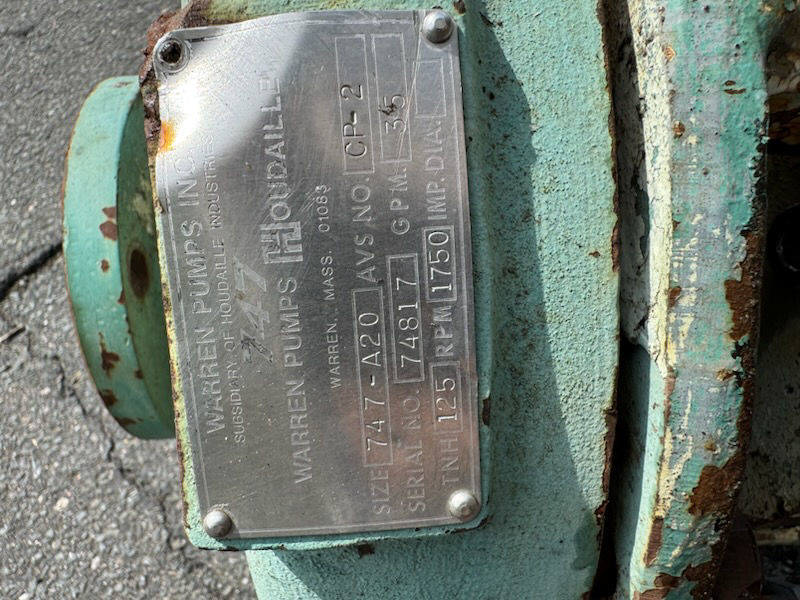 WARREN PUMPS INC.
SUBSIDIARY OF HOUDAILLE INDUSTRIES
747
WARREN PUMPS HOUDAILLE
WARREN, MASS. 01083
SIZE 747-A20 AVS NO. CP-2
SERIAL NO. 74817 G P M. 35
TNH 125 RPM 1750 IMP. DIA.